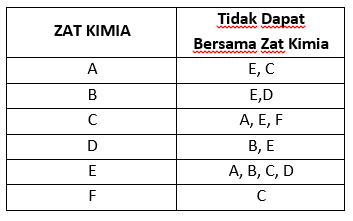 ZAT KIMIA
Tidak Dapat
Bersama Zat Kimia
A
E, C
B
E,D
C
A, E, F
D
B, E
E
A, B, C, D
F
C